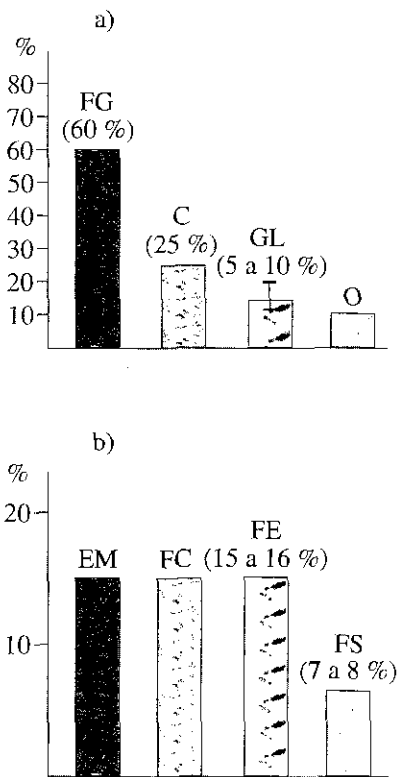 a)
%
80
70
60
50
40
30
20
10
FG
(60 %)
C
(25 %)
GL
(5 a 10 %)
O
b)
%
20
10
EM
FC
FE
(15 a 16 %)
FS
(7 a 8 %)